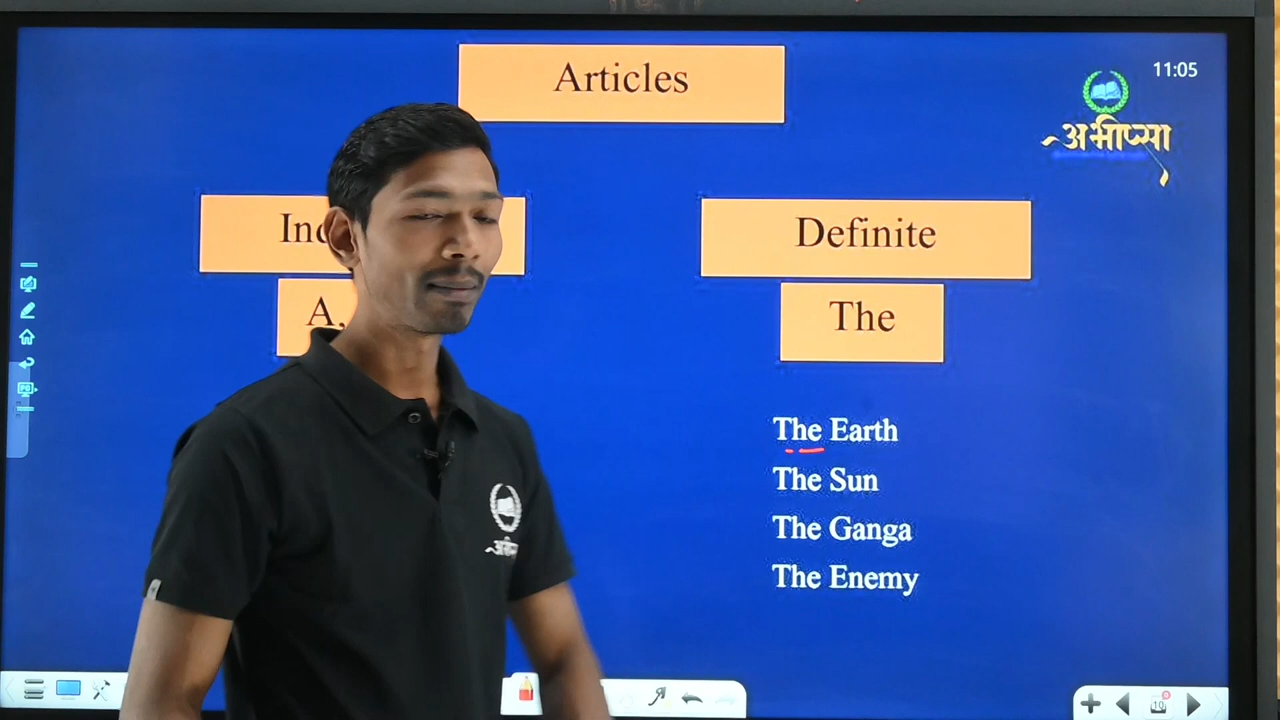 Articles
11:05
अभीप्सा
Definite
A,
The
The Earth
The Sun
The Ganga
The Enemy